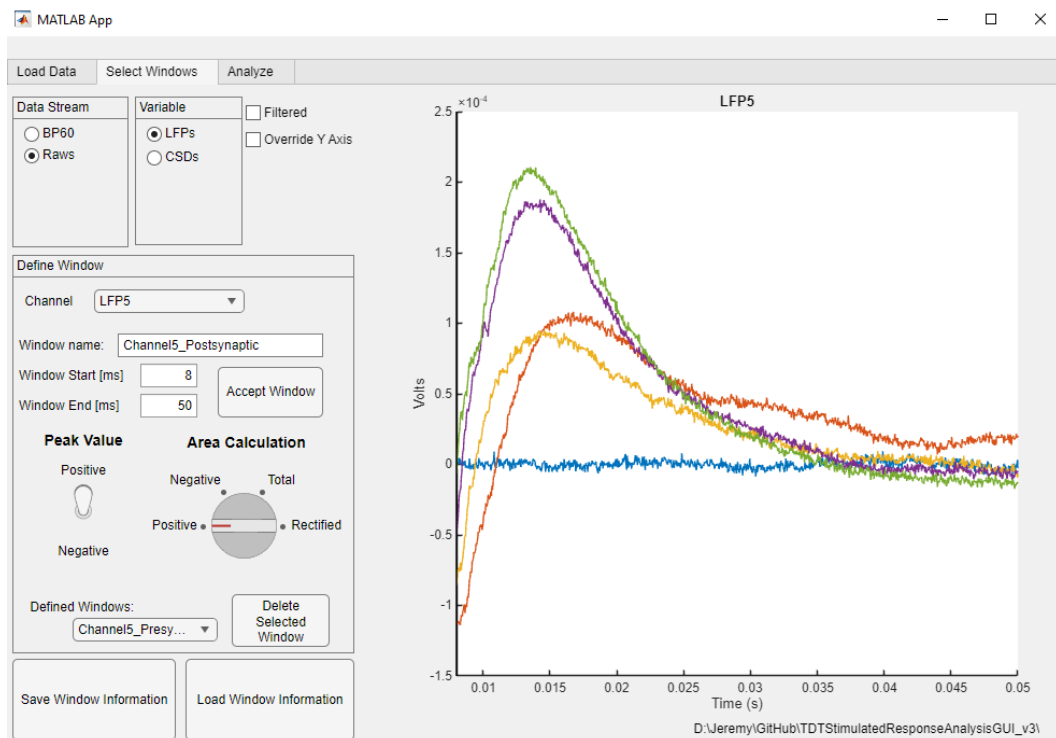 MATLAB App
Load Data
Select Windows
Analyze
Data Stream
BP60
Raws
Variable
LFPs
CSDs
Filtered
Override Y Axis
Define Window
Channel
LFP5
Window name:
Channel5_Postsynaptic
Window Start [ms]
8
Window End [ms]
50
Accept Window
Peak Value
Positive
Negative
Area Calculation
Negative
Total
Positive
Rectified
Defined Windows:
Channel5_Presy...
Delete
Selected
Window
Save Window Information
Load Window Information
LFP5
×10-4
2.5
2
1.5
1
0.5
0
-0.5
-1
-1.5
Volts
0.01
0.015
0.02
0.025
0.03
0.035
0.04
0.045
0.05
Time (s)
D:\Jeremy\GitHub\TDTStimulatedResponseAnalysisGUI_v3\